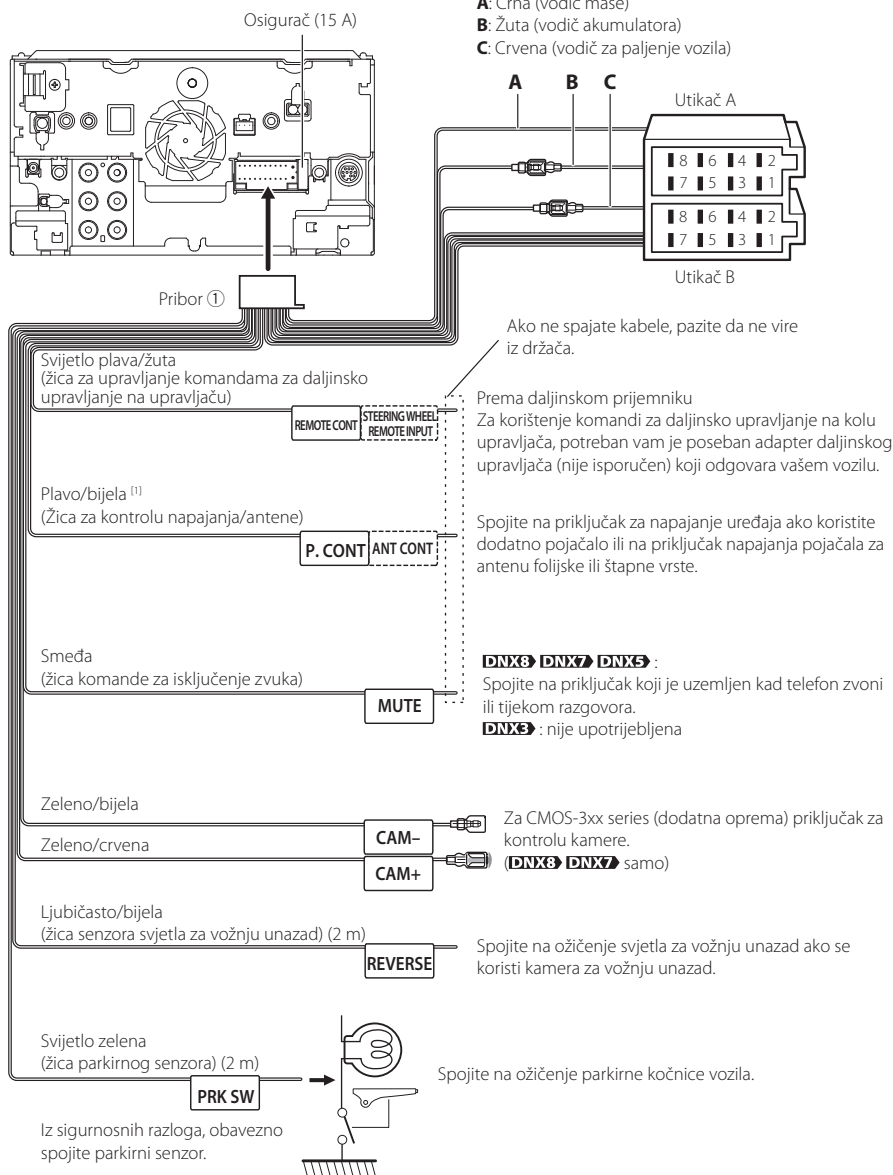 A: Crna (vodič mase)
B: Žuta (vodič akumulatora)
C: Crvena (vodič za paljenje vozila)
Osigurač (15 A)
A B C
Utikač A
8 6 4 2
7 5 3 1
8 6 4 2
7 5 3 1
Utikač B
Pribor ①
Ako ne spajate kabele, pazite da ne vire
iz držača.
Svijetlo plava/žuta
(žica za upravljanje komandama za daljinsko
upravljanje na upravljaču)
REMOTE CONT
STEERING WHEEL
REMOTE INPUT
Prema daljinskom prijemniku
Za korištenje komandi za daljinsko upravljanje na kolu
upravljača, potreban vam je poseban adapter daljinskog
upravljača (nije isporučen) koji odgovara vašem vozilu.
Plavo/bijela [1]
(Žica za kontrolu napajanja/antene)
P. CONT ANT CONT
Spojite na priključak za napajanje uređaja ako koristite
dodatno pojačalo ili na priključak napajanja pojačala za
antenu folijske ili štapne vrste.
Smeđa
(žica komande za isključenje zvuka)
MUTE
DNX8 DNX7 DNX5 :
Spojite na priključak koji je uzemljen kad telefon zvoni
ili tijekom razgovora.
DNX3 : nije upotrijebljena
Zeleno/bijela
CAM–
Zeleno/crvena
CAM+
Za CMOS-3xx series (dodatna oprema) priključak za
kontrolu kamere.
(DNX8 DNX7 samo)
Ljubičasto/bijela
(žica senzora svjetla za vožnju unazad) (2 m)
REVERSE
Spojite na ožičenje svjetla za vožnju unazad ako se
koristi kamera za vožnju unazad.
Svijetlo zelena
(žica parkirnog senzora) (2 m)
PRK SW
Spojite na ožičenje parkirne kočnice vozila.
Iz sigurnosnih razloga, obavezno
spojite parkirni senzor.